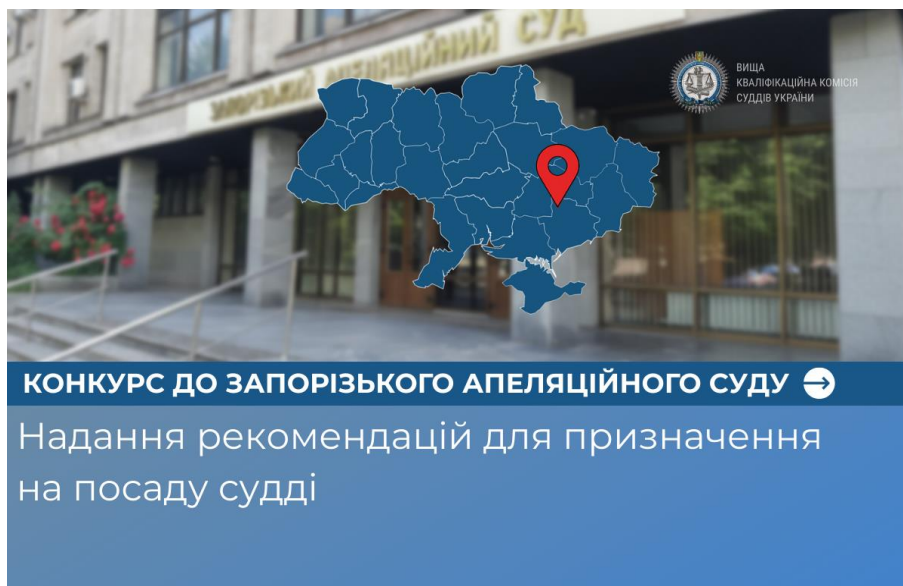 ЗАПОРІЗЬКИЙ АПЕЛЯЦІЙНИЙ СУД
ВИЩА
КВАЛІФІКАЦІЙНА КОМІСІЯ
СУДДІВ УКРАЇНИ
КОНКУРС ДО ЗАПОРІЗЬКОГО АПЕЛЯЦІЙНОГО СУДУ
Надання рекомендацій для призначення
на посаду судді